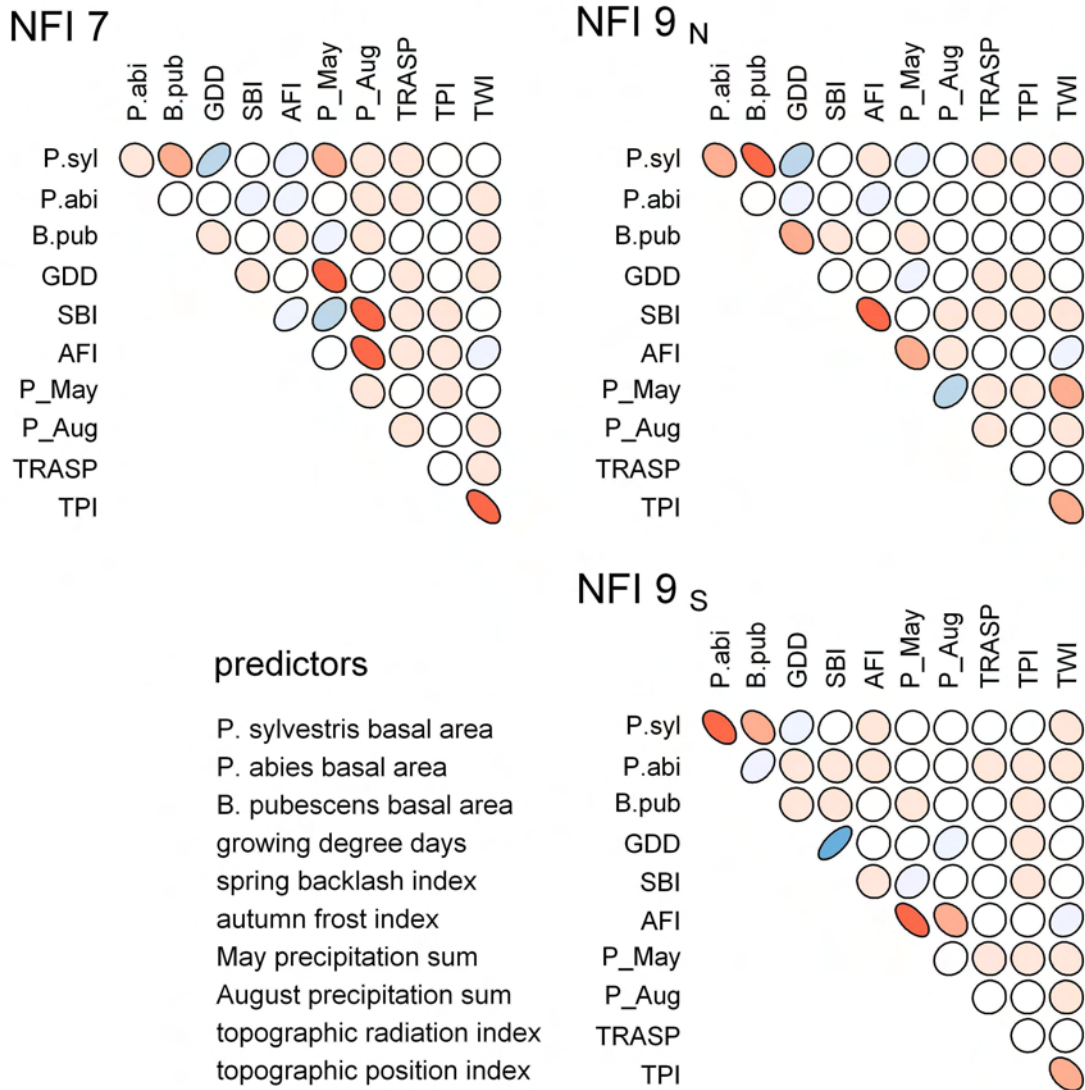 NFI 7
P.abi B.pub GDD SBI AFI P_May P_Aug TRASP TPI TWI
P.syl
P.abi
B.pub
GDD
SBI
AFI
P_May
P_Aug
TRASP
TPI
NFI 9 N
P.abi B.pub GDD SBI AFI P_May P_Aug TRASP TPI TWI
P.syl
P.abi
B.pub
GDD
SBI
AFI
P_May
P_Aug
TRASP
TPI
NFI 9 S
P.abi B.pub GDD SBI AFI P_May P_Aug TRASP TPI TWI
P.syl
P.abi
B.pub
GDD
SBI
AFI
P_May
P_Aug
TRASP
TPI
predictors
P. sylvestris basal area
P. abies basal area
B. pubescens basal area
growing degree days
spring backlash index
autumn frost index
May precipitation sum
August precipitation sum
topographic radiation index
topographic position index